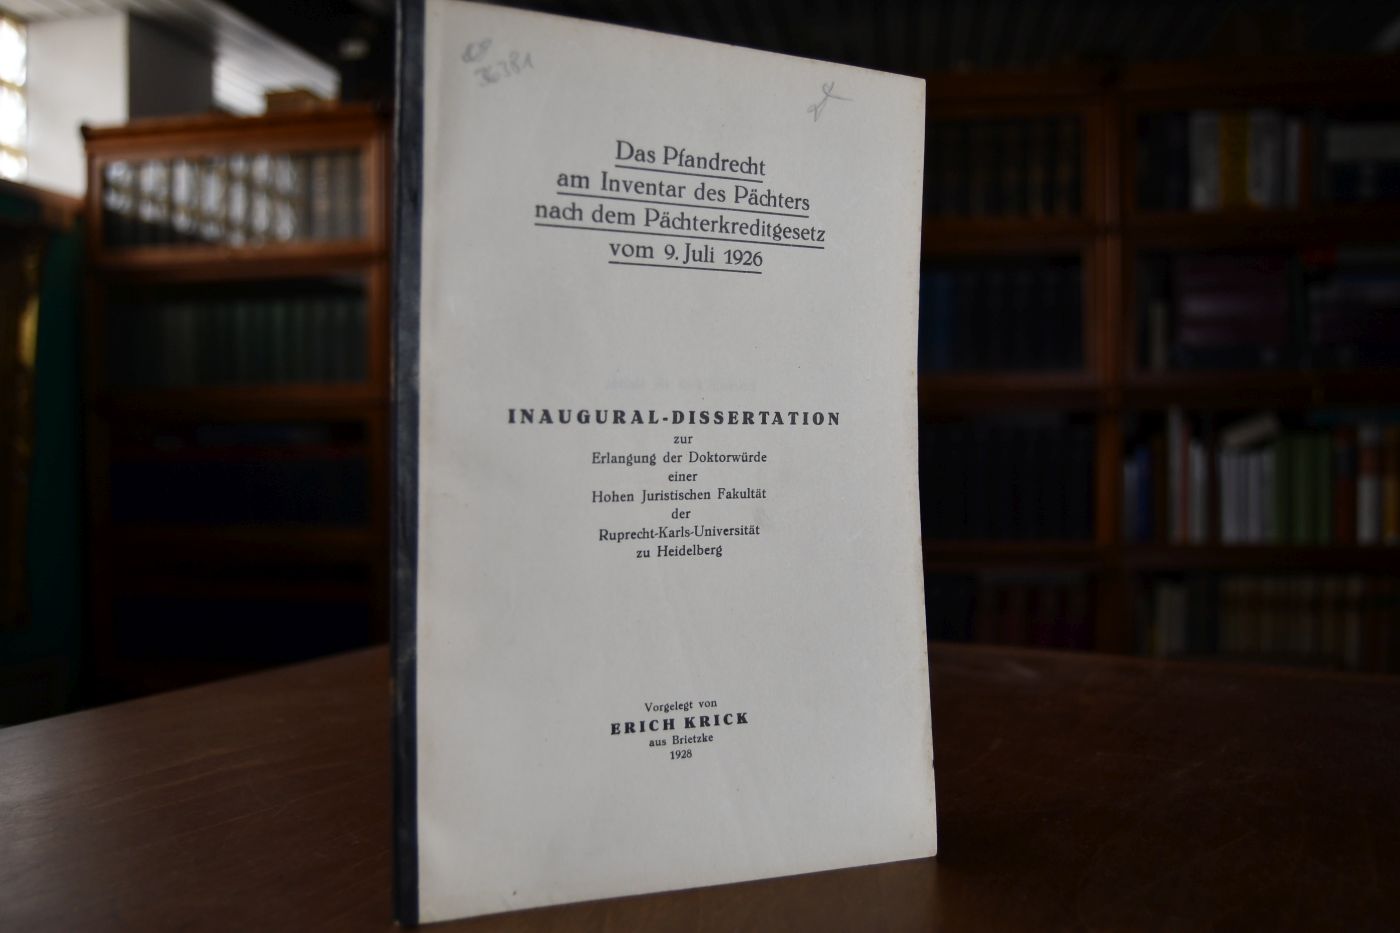 36381
Das Pfandrecht
am Inventar des Pächters
nach dem Pächterkreditgesetz
vom 9. Juli 1926
INAUGURAL-DISSERTATION
zur
Erlangung der Doktorwürde
einer
Hohen Juristischen Fakultät
der
Ruprecht-Karls-Universität
zu Heidelberg
Vorgelegt von
ERICH KRICK
aus Brietzke
1928